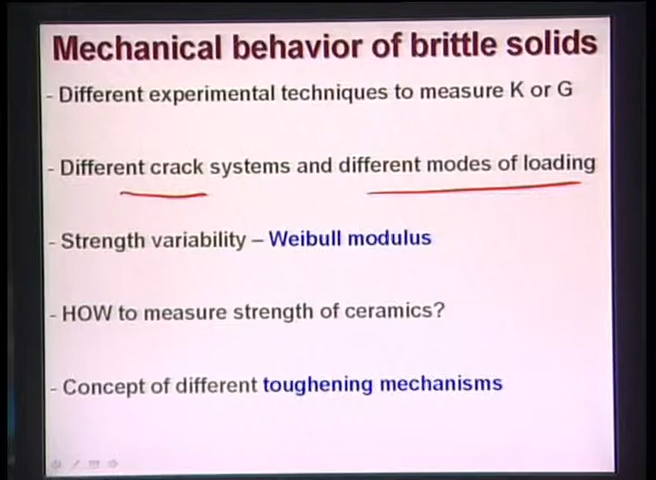 Mechanical behavior of brittle solids
- Different experimental techniques to measure K or G
- Different crack systems and different modes of loading
- Strength variability – Weibull modulus
- HOW to measure strength of ceramics?
- Concept of different toughening mechanisms